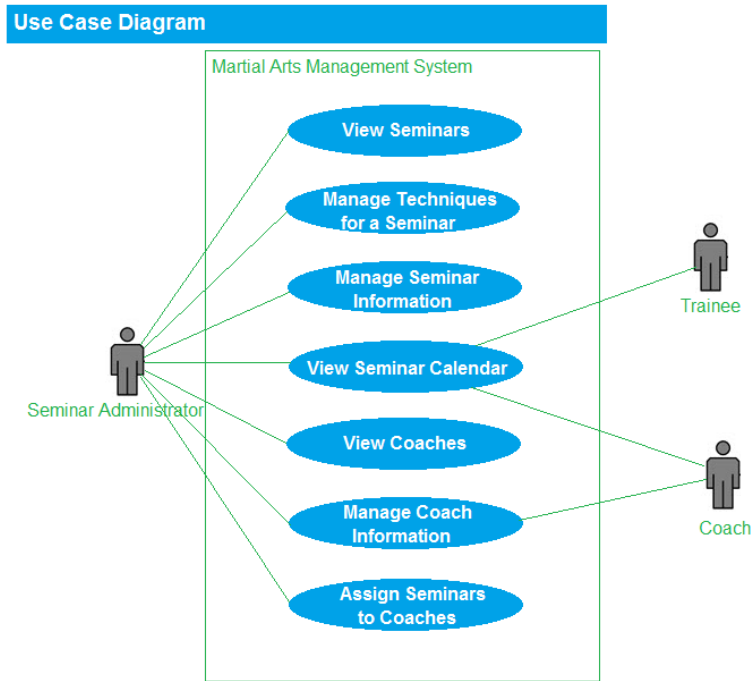 Use Case Diagram
Martial Arts Management System
View Seminars
Manage Techniques
for a Seminar
Manage Seminar
Information
Trainee
View Seminar Calendar
Seminar Administrator
View Coaches
Manage Coach
Information
Coach
Assign Seminars
to Coaches